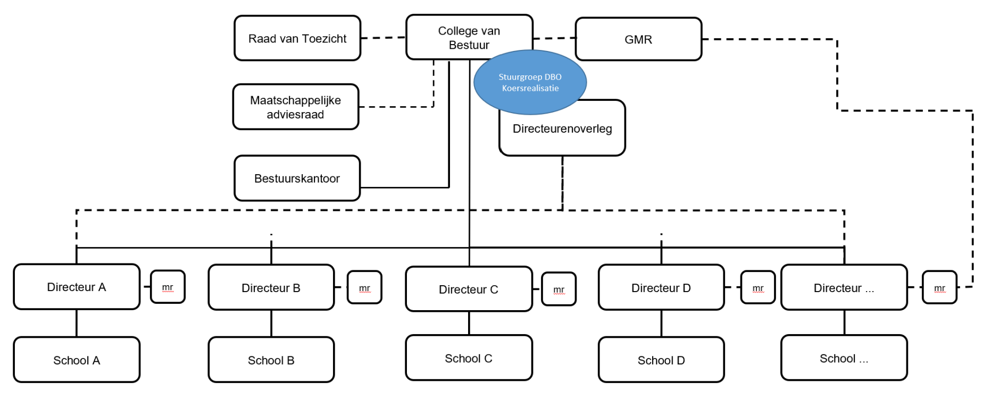 Raad van Toezicht
College van
Bestuur
GMR
Stuurgroep DBO
Koersrealisatie
Maatschappelijke
adviesraad
Directeurenoverleg
Bestuurskantoor
Directeur A
mr
Directeur B
mr
Directeur C
mr
Directeur D
mr
Directeur ...
mr
School A
School B
School C
School D
School ...